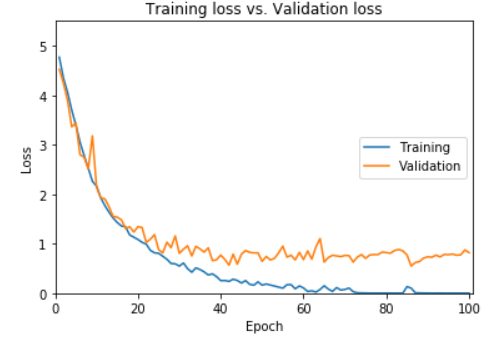 Training loss vs. Validation loss
5
4
3
2
1
0
Loss
Training
Validation
0 20 40 60 80 100
Epoch